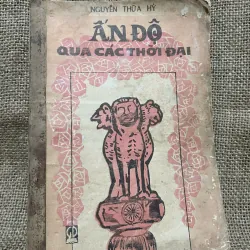 NGUYỄN THỪA HỶ
ẤN ĐỘ
QUA CÁC THỜI ĐẠI